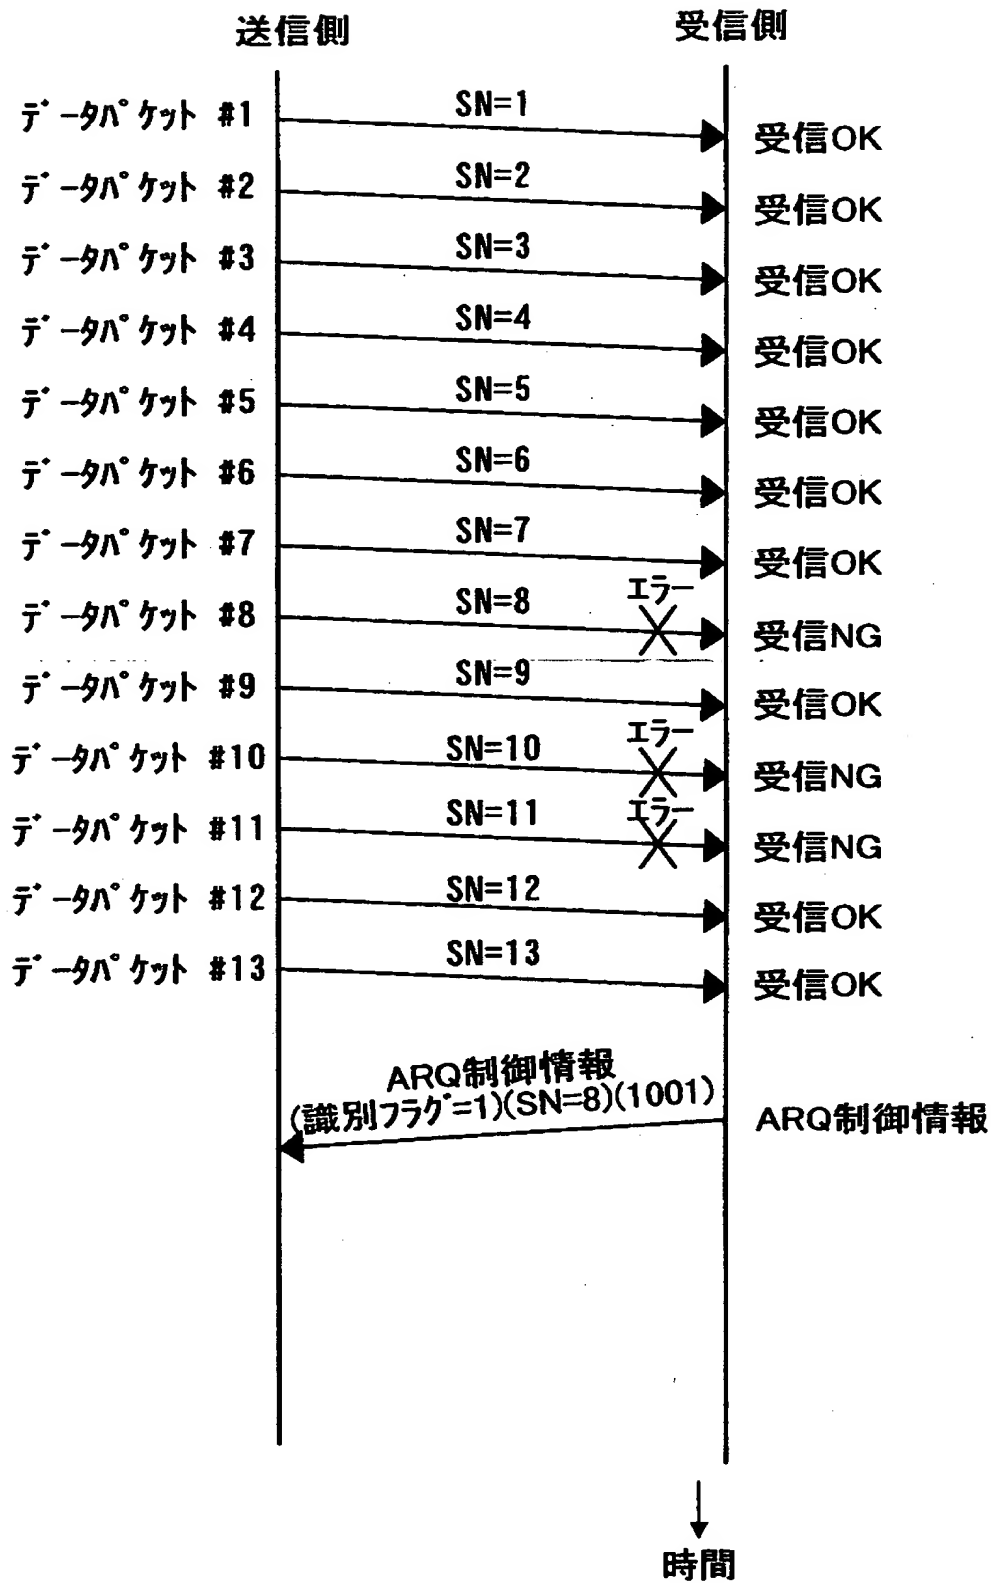 送信側 受信側
データパケット #1 SN=1 受信OK
データパケット #2 SN=2 受信OK
データパケット #3 SN=3 受信OK
データパケット #4 SN=4 受信OK
データパケット #5 SN=5 受信OK
データパケット #6 SN=6 受信OK
データパケット #7 SN=7 受信OK
データパケット #8 SN=8 エラー 受信NG
データパケット #9 SN=9 受信OK
データパケット #10 SN=10 エラー 受信NG
データパケット #11 SN=11 エラー 受信NG
データパケット #12 SN=12 受信OK
データパケット #13 SN=13 受信OK
ARQ制御情報
(識別フラグ=1)(SN=8)(1001) ARQ制御情報
時間